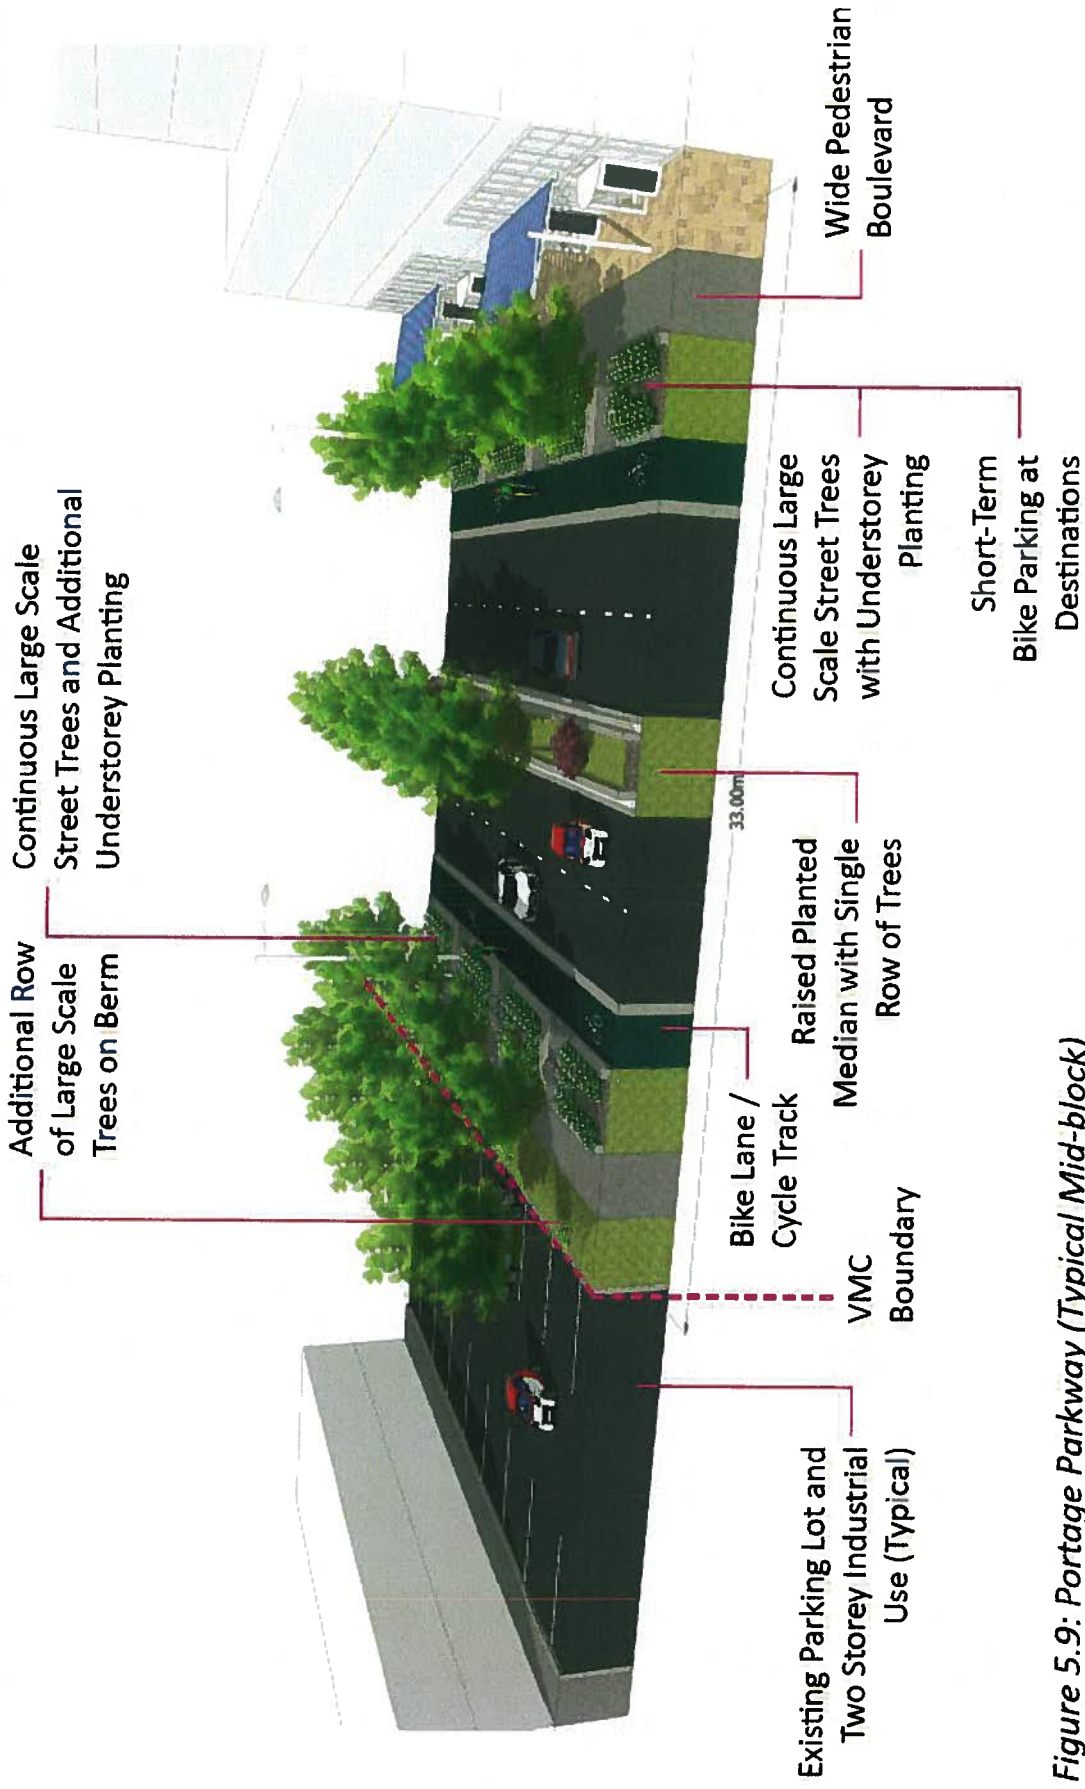 Additional Row
of Large Scale
Trees on Berm
Continuous Large Scale
Street Trees and Additional
Understorey Planting
33.00m
Existing Parking Lot and
Two Storey Industrial
Use (Typical)
VMC
Boundary
Bike Lane /
Cycle Track
Raised Planted
Median with Single
Row of Trees
Continuous Large
Scale Street Trees
with Understorey
Planting
Short-Term
Bike Parking at
Destinations
Wide Pedestrian
Boulevard
Figure 5.9: Portage Parkway (Typical Mid-block)